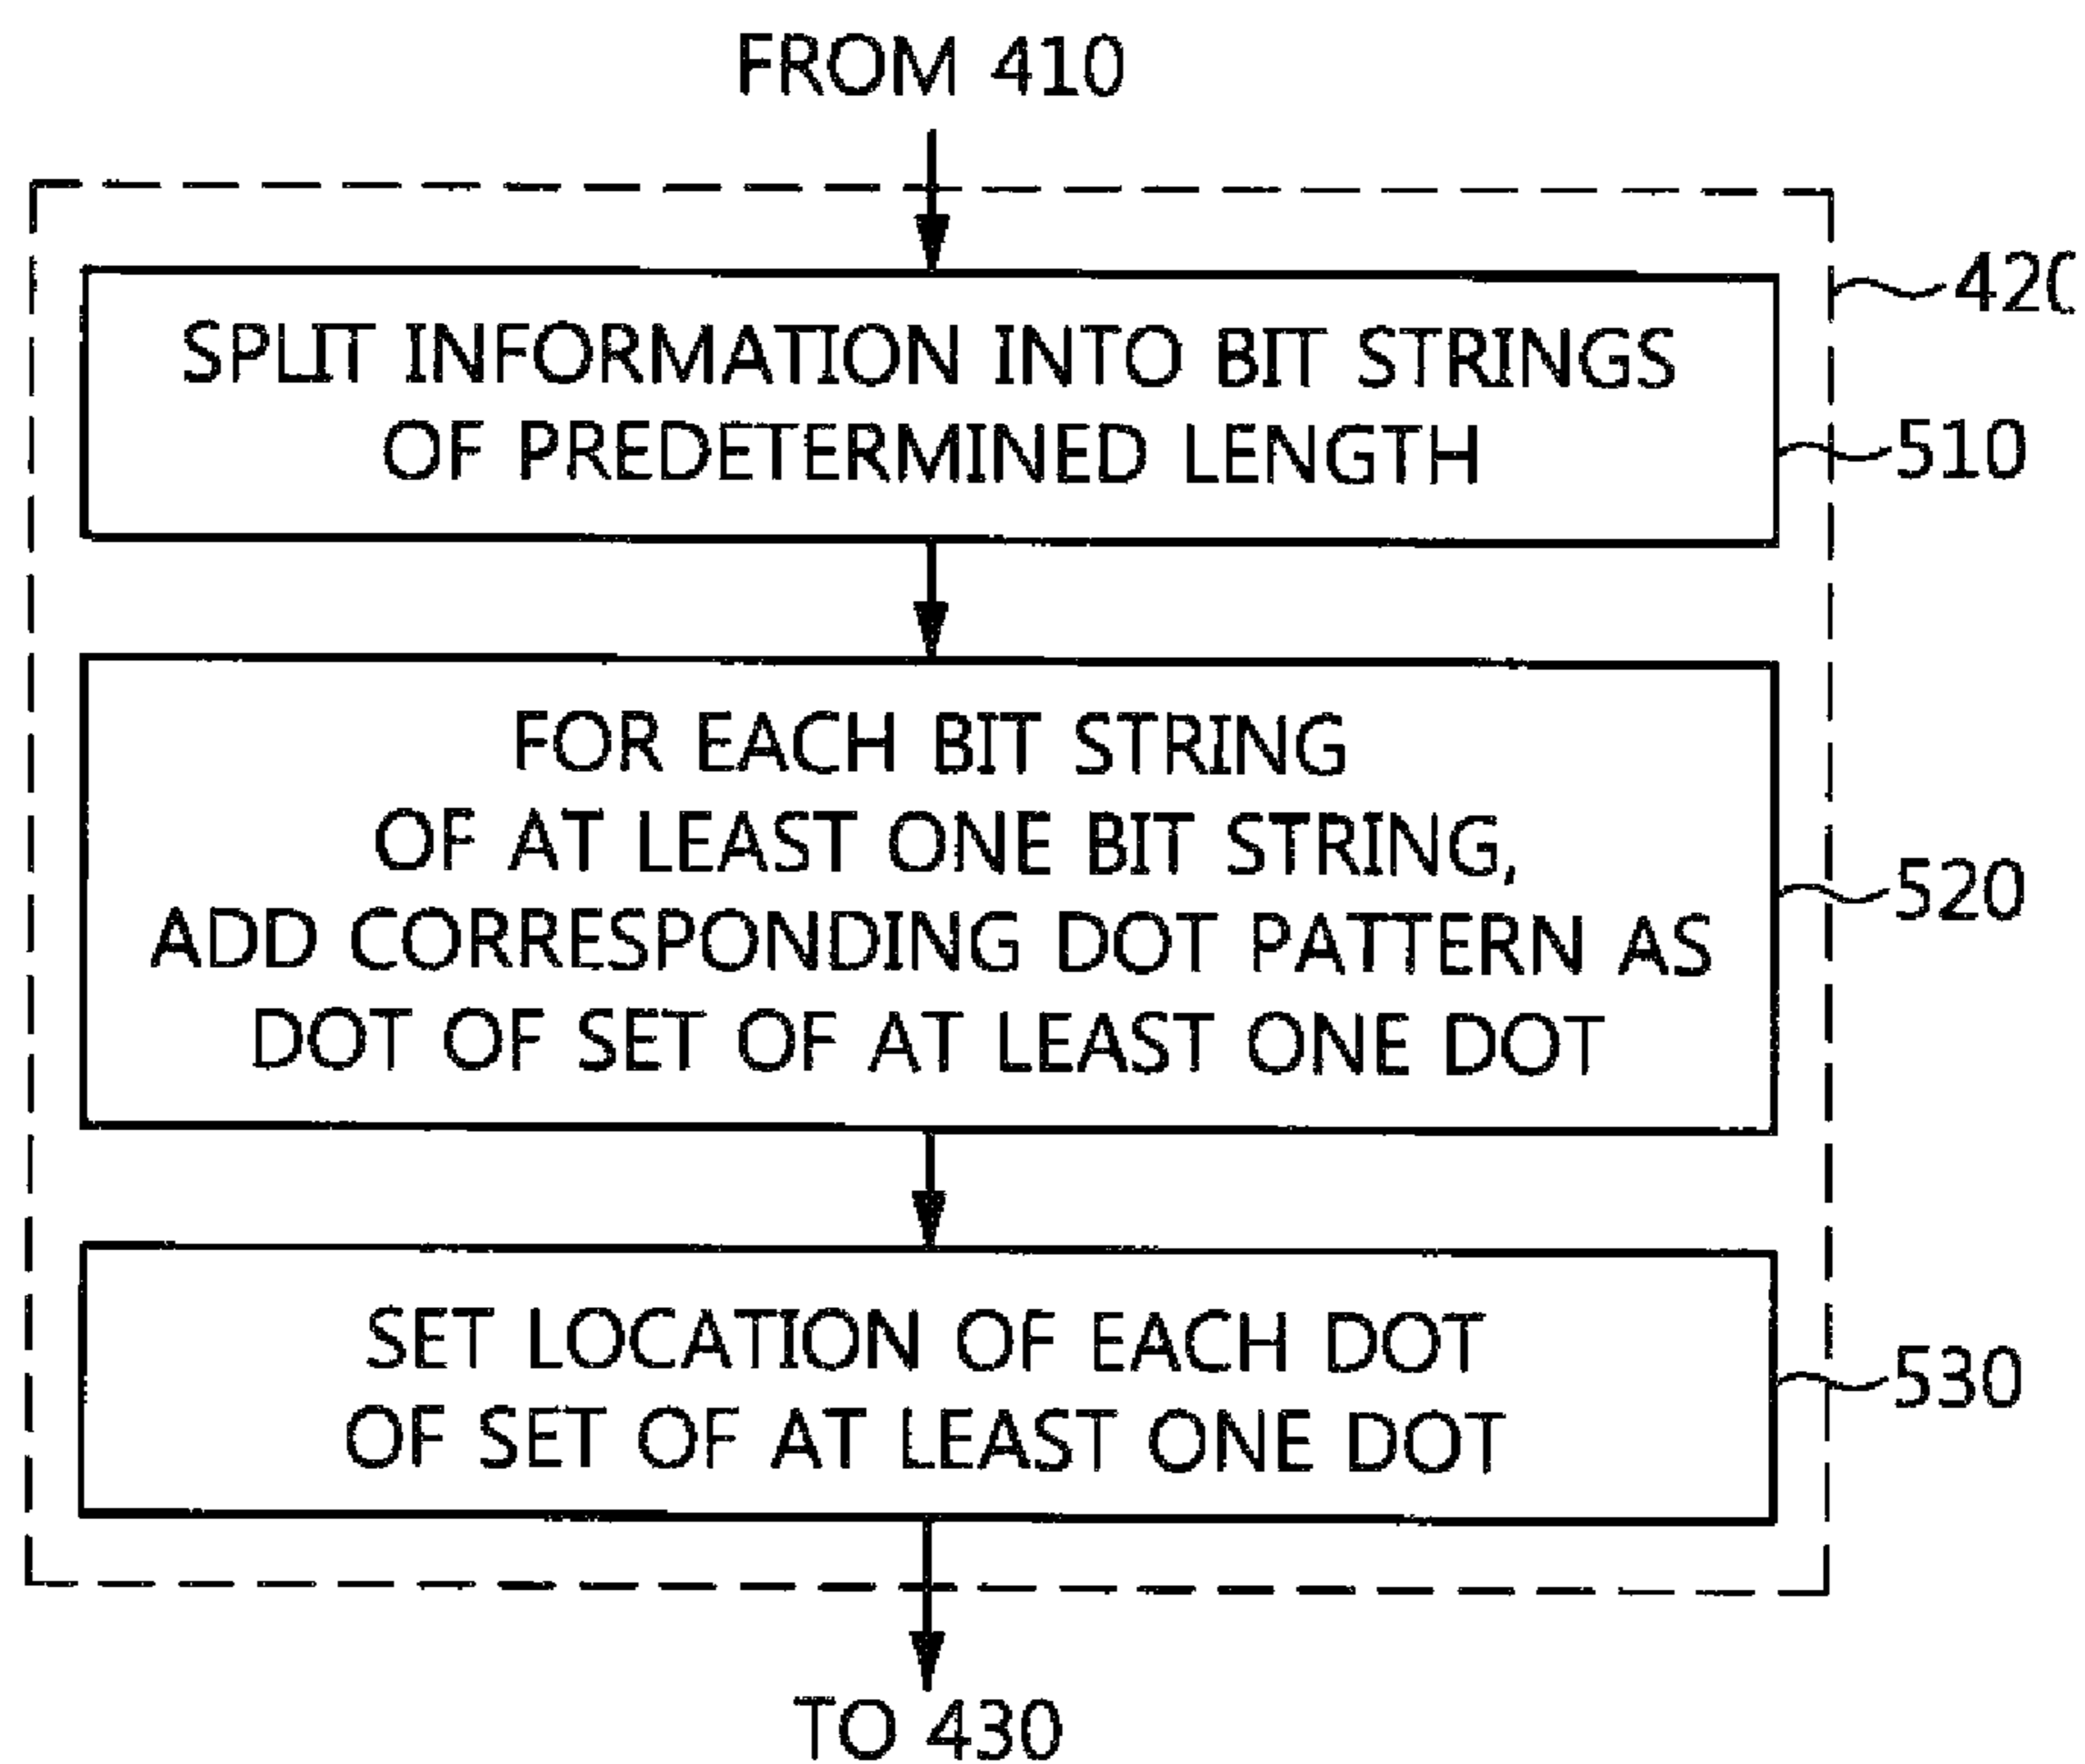 FROM 410
420
SPLIT INFORMATION INTO BIT STRINGS
OF PREDETERMINED LENGTH
510
FOR EACH BIT STRING
OF AT LEAST ONE BIT STRING,
ADD CORRESPONDING DOT PATTERN AS
DOT OF SET OF AT LEAST ONE DOT
520
SET LOCATION OF EACH DOT
OF SET OF AT LEAST ONE DOT
530
TO 430